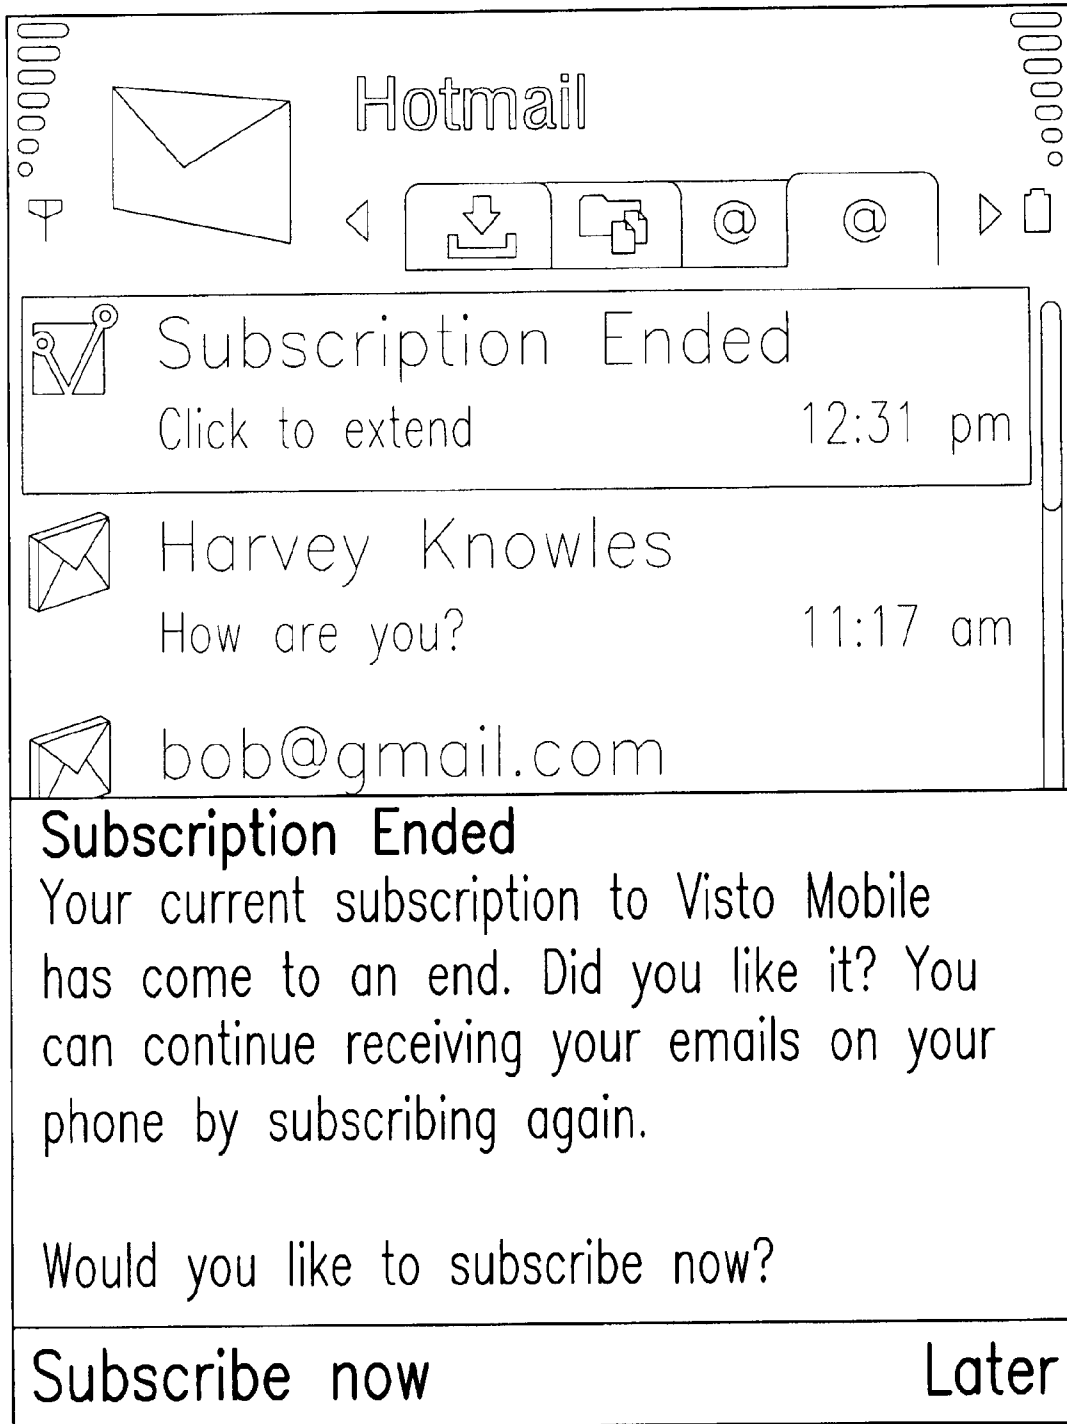 Hotmail
@ @
Subscription Ended
Click to extend 12:31 pm
Harvey Knowles
How are you? 11:17 am
bob@gmail.com
Subscription Ended
Your current subscription to Visto Mobile
has come to an end. Did you like it? You
can continue receiving your emails on your
phone by subscribing again.
Would you like to subscribe now?
Subscribe now Later